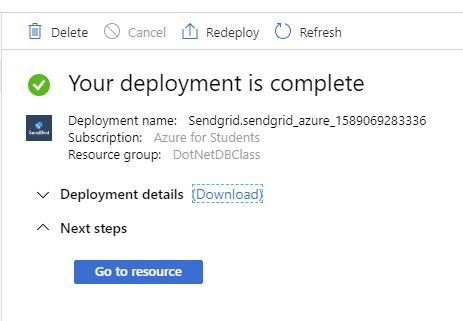 Delete Cancel Redeploy Refresh
Your deployment is complete
SendGrid
Deployment name: Sendgrid.sendgrid_azure_1589069283336
Subscription: Azure for Students
Resource group: DotNetDBClass
Deployment details (Download)
Next steps
Go to resource